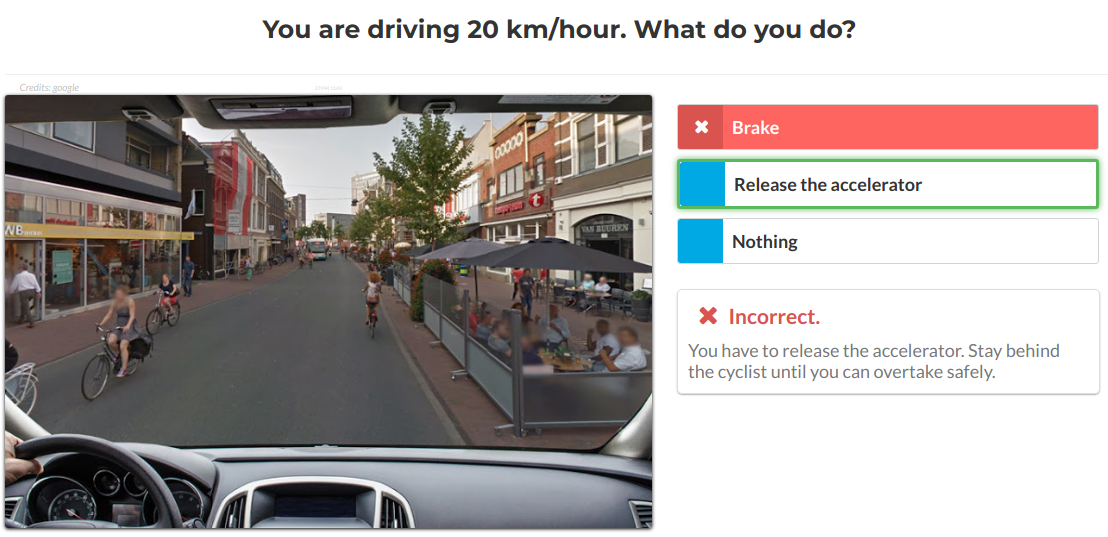 You are driving 20 km/hour. What do you do?
Credits: google
Brake
Release the accelerator
Nothing
VAN BUUREN
Incorrect.
You have to release the accelerator. Stay behind
the cyclist until you can overtake safely.